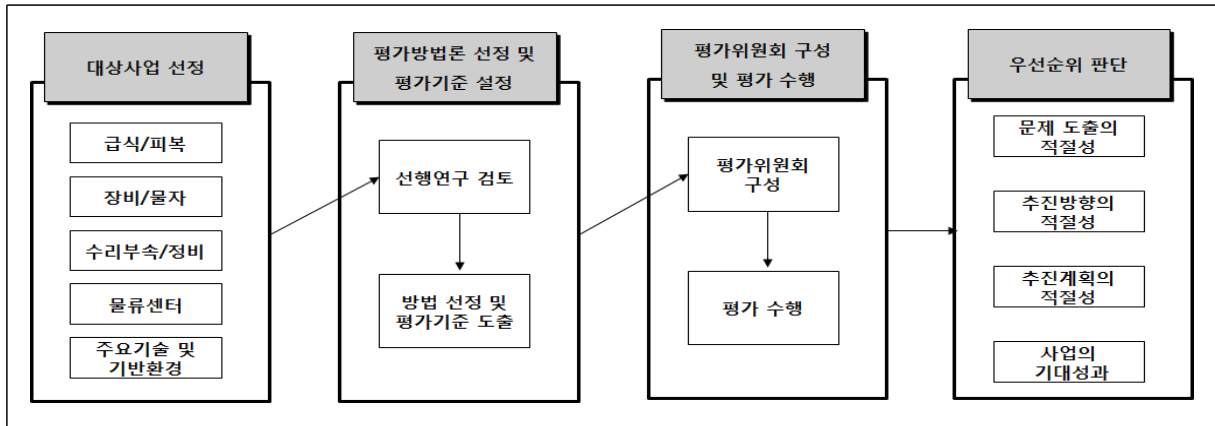 대상사업 선정
급식/피복
장비/물자
수리부속/정비
물류센터
주요기술 및
기반환경
평가방법론 선정 및
평가기준 설정
선행연구 검토
방법 선정 및
평가기준 도출
평가위원회 구성
및 평가 수행
평가위원회
구성
평가 수행
우선순위 판단
문제 도출의
적절성
추진방향의
적절성
추진계획의
적절성
사업의
기대성과